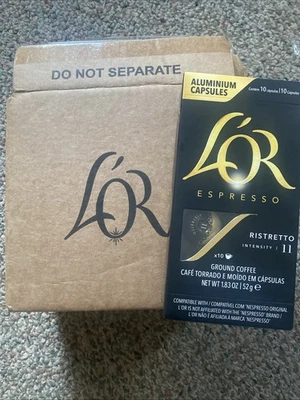 DO NOT SEPARATE
L'OR
ALUMINIUM
CAPSULES
Contém 10 cápsulas / 10 Capsules
L'OR
ESPRESSO
RISTRETTO
INTENSITY | 11
x10
GROUND COFFEE
CAFÉ TORRADO E MOÍDO EM CÁPSULAS
NET WT 1.83 OZ | 52 g
COMPATIBLE WITH / COMPATÍVEL COM *NESPRESSO ORIGINAL
L'OR IS NOT AFFILIATED WITH THE *NESPRESSO* BRAND /
L'OR NÃO É AFILIADA À MARCA *NESPRESSO*